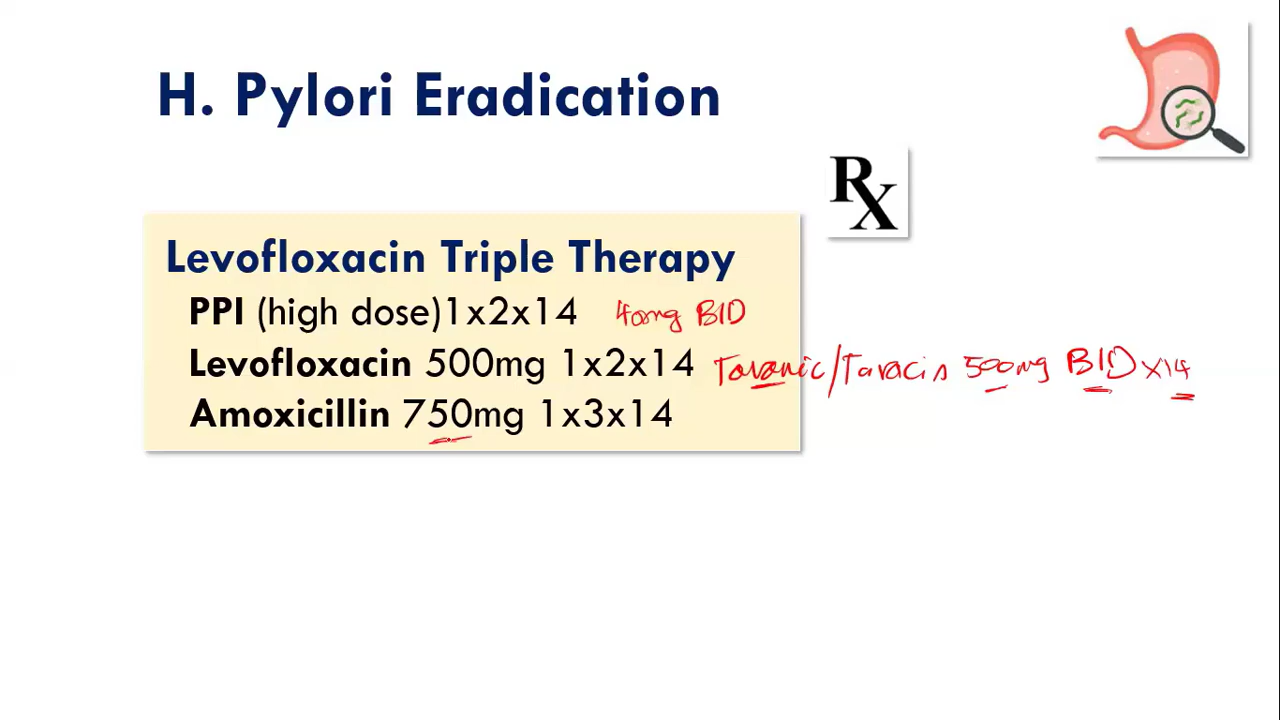 H. Pylori Eradication
Rx
Levofloxacin Triple Therapy
PPI (high dose)1x2x14 40mg BID
Levofloxacin 500mg 1x2x14 Tavanic/Tavacin 500mg BID x14
Amoxicillin 750mg 1x3x14